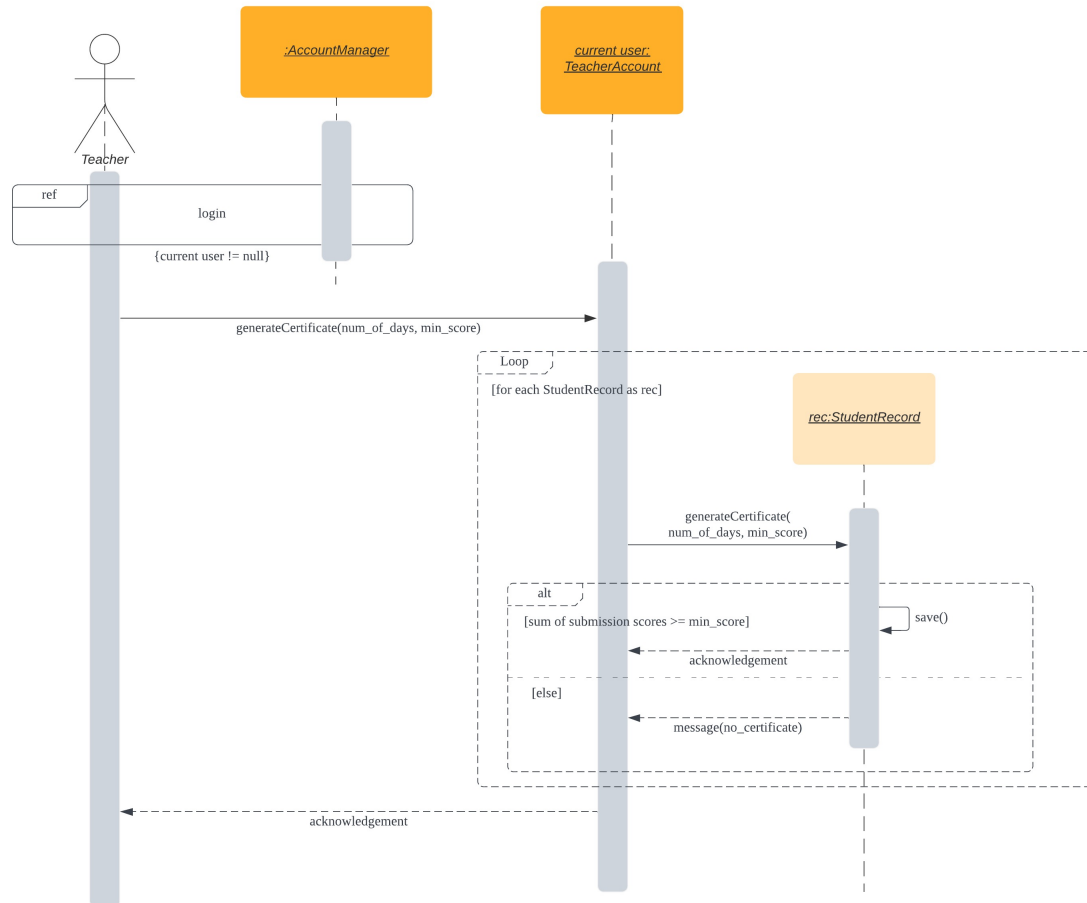 :AccountManager
current user:
TeacherAccount
Teacher
ref
login
{current user != null}
generateCertificate(num_of_days, min_score)
Loop
[for each StudentRecord as rec]
rec:StudentRecord
generateCertificate(
num_of_days, min_score)
alt
[sum of submission scores >= min_score]
save()
acknowledgement
[else]
message(no_certificate)
acknowledgement